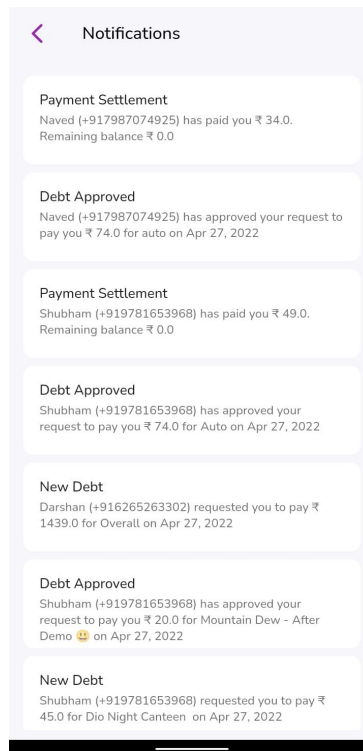 Notifications
Payment Settlement
Naved (+917987074925) has paid you ₹ 34.0.
Remaining balance ₹ 0.0
Debt Approved
Naved (+917987074925) has approved your request to
pay you ₹ 74.0 for auto on Apr 27, 2022
Payment Settlement
Shubham (+919781653968) has paid you ₹ 49.0.
Remaining balance ₹ 0.0
Debt Approved
Shubham (+919781653968) has approved your
request to pay you ₹ 74.0 for Auto on Apr 27, 2022
New Debt
Darshan (+916265263302) requested you to pay ₹
1439.0 for Overall on Apr 27, 2022
Debt Approved
Shubham (+919781653968) has approved your
request to pay you ₹ 20.0 for Mountain Dew - After
Demo 😃 on Apr 27, 2022
New Debt
Shubham (+919781653968) requested you to pay ₹
45.0 for Dio Night Canteen on Apr 27, 2022